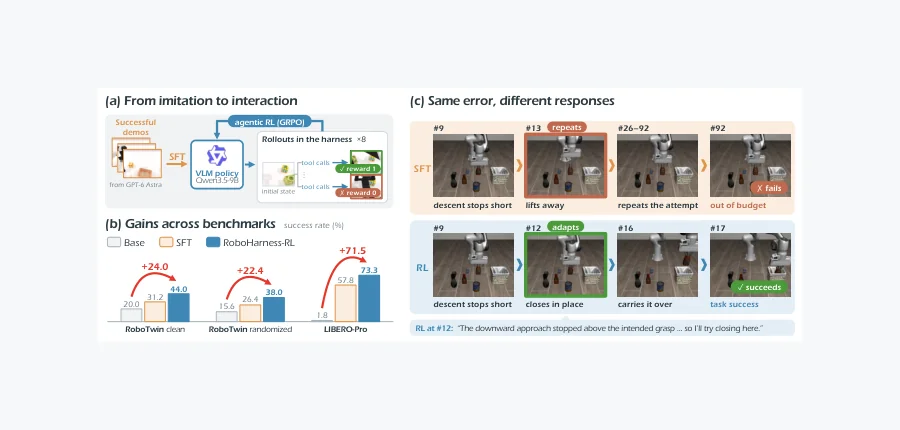 (a) From imitation to interaction
Successful
demos
from GPT-6 Astra
SFT
agentic RL (GRPO)
VLM policy
Qwen3.5-9B
Rollouts in the harness ×8
initial state
tool calls
✓ reward 1
⋮
tool calls
✗ reward 0
(b) Gains across benchmarks success rate (%)
Base SFT RoboHarness-RL
+24.0
20.0 31.2 44.0
RoboTwin clean
+22.4
15.6 26.4 38.0
RoboTwin randomized
+71.5
1.8 57.8 73.3
LIBERO-Pro
(c) Same error, different responses
SFT
#9 #13 repeats #26–92 #92
✗ fails
descent stops short lifts away repeats the attempt out of budget
RL
#9 #12 adapts #16 #17
✓ succeeds
descent stops short closes in place carries it over task success
RL at #12: “The downward approach stopped above the intended grasp ... so I’ll try closing here.”